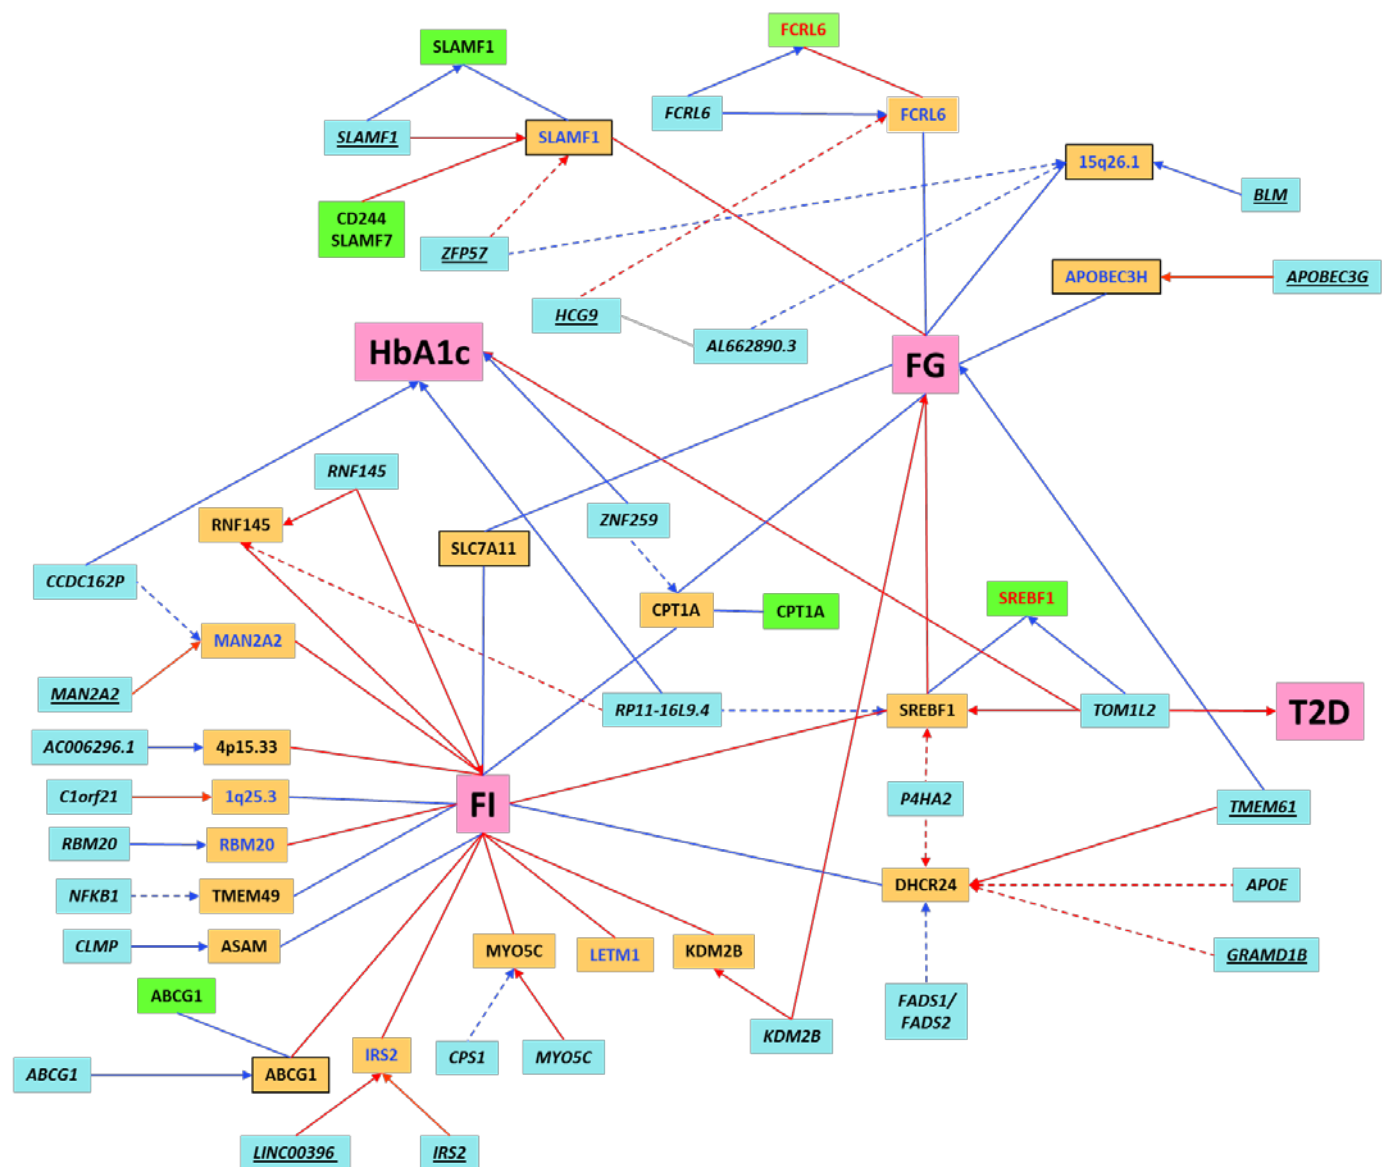 FCRL6
SLAMF1
FCRL6
FCRL6
SLAMF1
SLAMF1
15q26.1
BLM
CD244
SLAMF7
ZFP57
APOBEC3H
APOBEC3G
HCG9
AL662890.3
HbA1c
FG
RNF145
RNF145
ZNF259
SLC7A11
CCDC162P
CPT1A
CPT1A
SREBF1
MAN2A2
MAN2A2
RP11-16L9.4
SREBF1
TOM1L2
T2D
AC006296.1
4p15.33
C1orf21
1q25.3
FI
P4HA2
TMEM61
RBM20
RBM20
NFKB1
TMEM49
DHCR24
APOE
CLMP
ASAM
MYO5C
LETM1
KDM2B
GRAMD1B
ABCG1
FADS1/
FADS2
KDM2B
IRS2
CPS1
MYO5C
ABCG1
ABCG1
LINC00396
IRS2